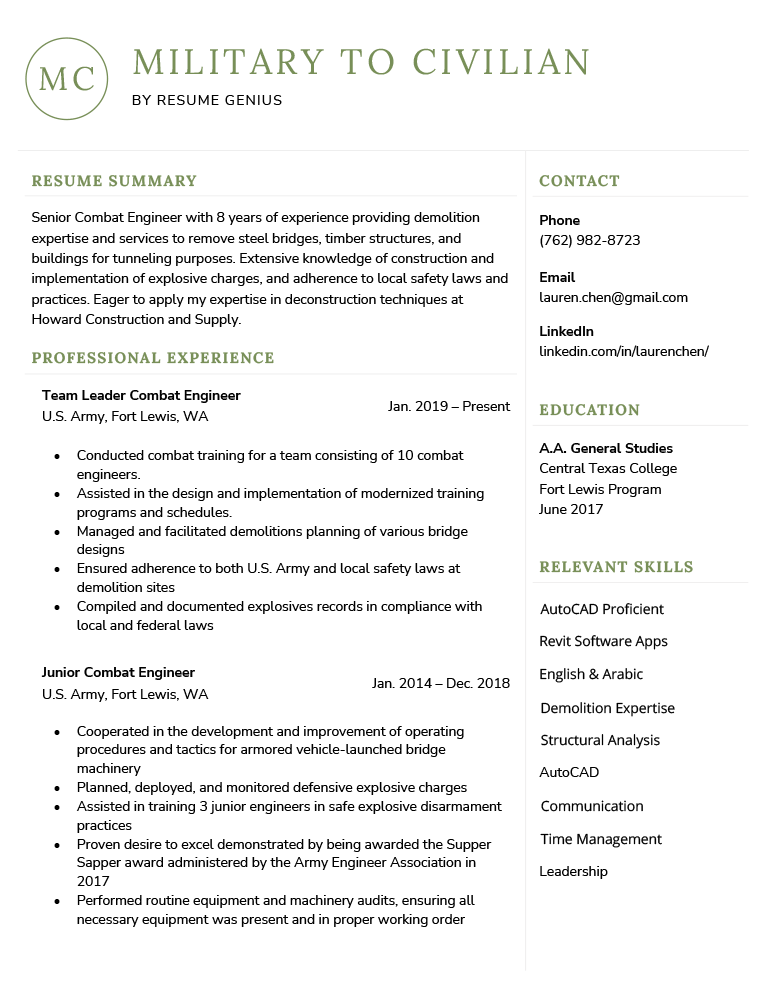 MC
MILITARY TO CIVILIAN
BY RESUME GENIUS
RESUME SUMMARY
Senior Combat Engineer with 8 years of experience providing demolition
expertise and services to remove steel bridges, timber structures, and
buildings for tunneling purposes. Extensive knowledge of construction and
implementation of explosive charges, and adherence to local safety laws and
practices. Eager to apply my expertise in deconstruction techniques at
Howard Construction and Supply.
PROFESSIONAL EXPERIENCE
Team Leader Combat Engineer
U.S. Army, Fort Lewis, WA
Jan. 2019 – Present
• Conducted combat training for a team consisting of 10 combat
engineers.
• Assisted in the design and implementation of modernized training
programs and schedules.
• Managed and facilitated demolitions planning of various bridge
designs
• Ensured adherence to both U.S. Army and local safety laws at
demolition sites
• Compiled and documented explosives records in compliance with
local and federal laws
Junior Combat Engineer
U.S. Army, Fort Lewis, WA
Jan. 2014 – Dec. 2018
• Cooperated in the development and improvement of operating
procedures and tactics for armored vehicle-launched bridge
machinery
• Planned, deployed, and monitored defensive explosive charges
• Assisted in training 3 junior engineers in safe explosive disarmament
practices
• Proven desire to excel demonstrated by being awarded the Supper
Sapper award administered by the Army Engineer Association in
2017
• Performed routine equipment and machinery audits, ensuring all
necessary equipment was present and in proper working order
CONTACT
Phone
(762) 982-8723
Email
lauren.chen@gmail.com
LinkedIn
linkedin.com/in/laurenchen/
EDUCATION
A.A. General Studies
Central Texas College
Fort Lewis Program
June 2017
RELEVANT SKILLS
AutoCAD Proficient
Revit Software Apps
English & Arabic
Demolition Expertise
Structural Analysis
AutoCAD
Communication
Time Management
Leadership